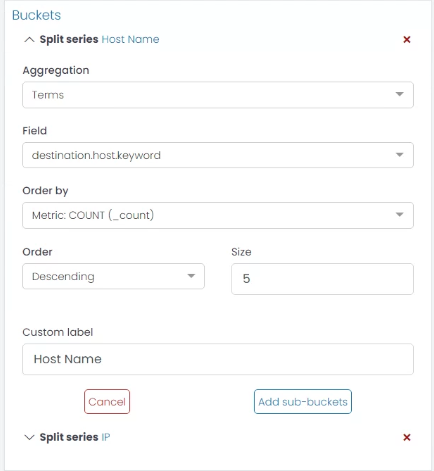 Buckets
Split series Host Name
Aggregation
Terms
Field
destination.host.keyword
Order by
Metric: COUNT (_count)
Order
Size
Descending
5
Custom label
Host Name
Cancel
Add sub-buckets
Split series IP